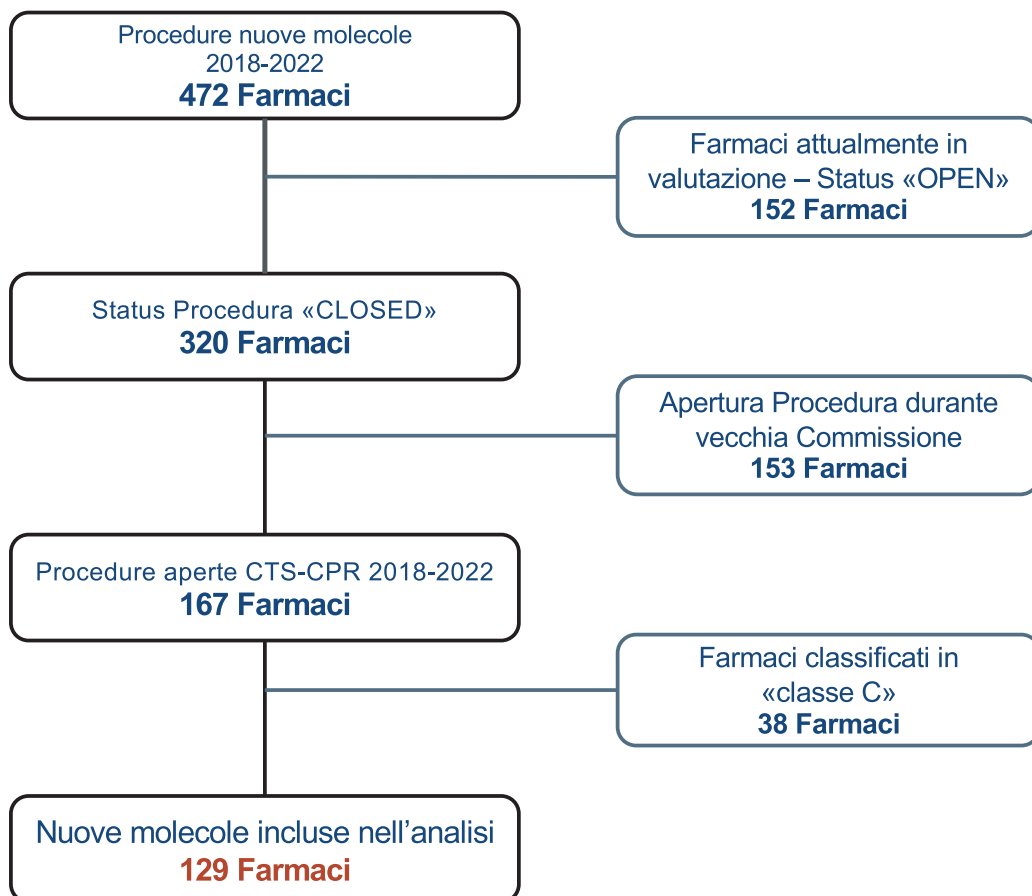 Procedure nuove molecole
2018-2022
472 Farmaci
Farmaci attualmente in
valutazione – Status «OPEN»
152 Farmaci
Status Procedura «CLOSED»
320 Farmaci
Apertura Procedura durante
vecchia Commissione
153 Farmaci
Procedure aperte CTS-CPR 2018-2022
167 Farmaci
Farmaci classificati in
«classe C»
38 Farmaci
Nuove molecole incluse nell’analisi
129 Farmaci